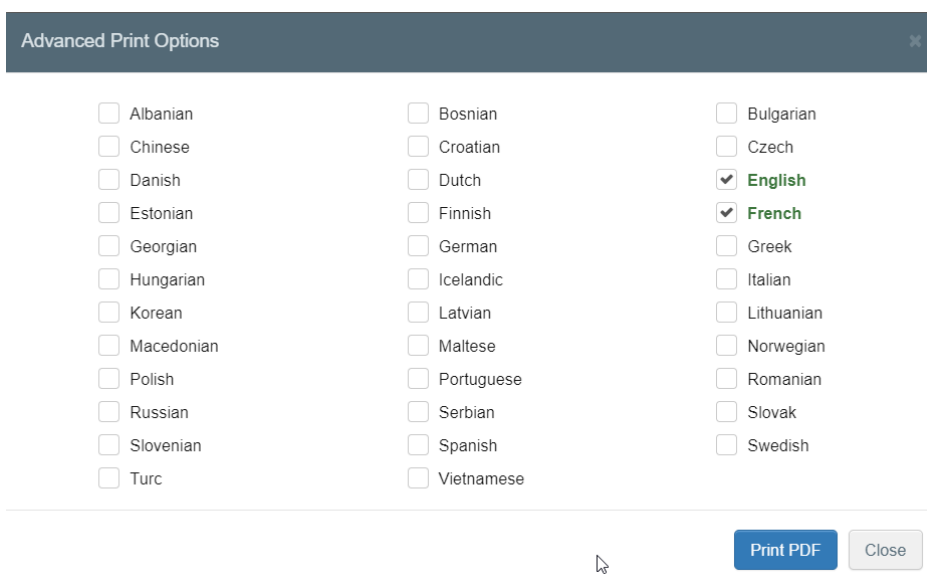 Advanced Print Options
Albanian Bosnian Bulgarian
Chinese Croatian Czech
Danish Dutch English
Estonian Finnish French
Georgian German Greek
Hungarian Icelandic Italian
Korean Latvian Lithuanian
Macedonian Maltese Norwegian
Polish Portuguese Romanian
Russian Serbian Slovak
Slovenian Spanish Swedish
Turc Vietnamese
Print PDF Close